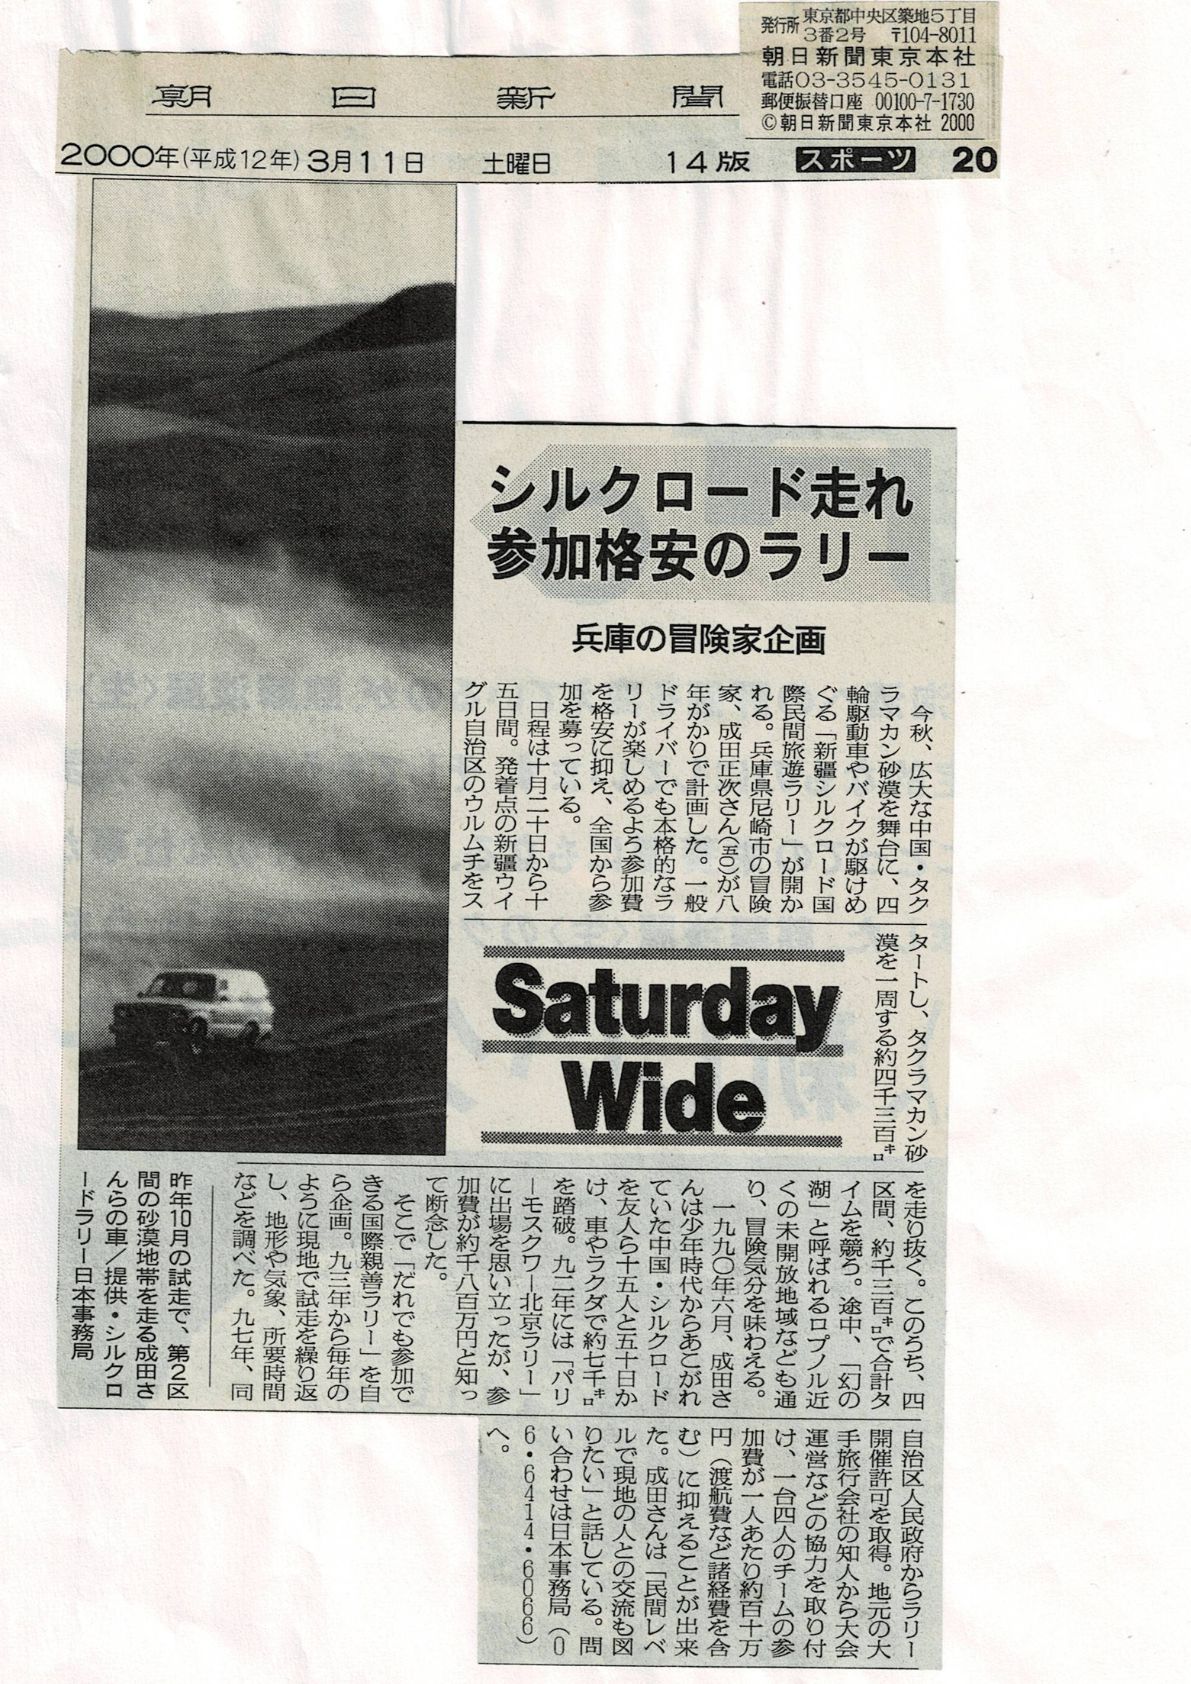 発行所 東京都中央区築地5丁目
3番2号 〒104-8011
朝日新聞東京本社
電話03-3545-0131
郵便振替口座 00100-7-1730
©朝日新聞東京本社 2000
朝日新聞
2000年(平成12年)3月11日 土曜日 14版 スポーツ 20
シルクロード走れ
参加格安のラリー
兵庫の冒険家企画
今秋、広大な中国・タク
ラマカン砂漠を舞台に、四
輪駆動車やバイクが駆けめ
ぐる「新疆シルクロード国
際民間旅遊ラリー」が開か
れる。兵庫県尼崎市の冒険
家、成田正次さん(五〇)が八
年がかりで計画した。一般
ドライバーでも本格的なラ
リーが楽しめるよう参加費
を格安に抑え、全国から参
加を募っている。
日程は十月二十日から十
五日間。発着点の新疆ウイ
グル自治区のウルムチをス
タートし、タクラマカン砂
漠を一周する約四千三百㌔
Saturday
Wide
を走り抜く。このうち、四
区間、約千三百㌔で合計タ
イムを競う。途中、「幻の
湖」と呼ばれるロプノル近
くの未開放地域なども通
り、冒険気分を味わえる。
一九九〇年六月、成田さ
んは少年時代からあこがれ
ていた中国・シルクロード
を友人ら十五人と五十日か
け、車やラクダで約七千㌔
を踏破。九二年には「パリ
ーモスクワー北京ラリー」
に出場を思い立ったが、参
加費が約千八百万円と知っ
て断念した。
そこで「だれでも参加で
きる国際親善ラリー」を自
ら企画。九三年から毎年の
ように現地で試走を繰り返
し、地形や気象、所要時間
などを調べた。九七年、同
自治区人民政府からラリー
開催許可を取得。地元の大
手旅行会社の知人から大会
運営などの協力を取り付
け、一台四人のチームの参
加費が一人あたり約百十万
円(渡航費など諸経費を含
む)に抑えることが出来
た。成田さんは「民間レベ
ルで現地の人との交流も図
りたい」と話している。問
い合わせは日本事務局(0
6・6414・6066)
へ。
昨年10月の試走で、第2区
間の砂漠地帯を走る成田さ
んらの車/提供・シルクロ
ードラリー日本事務局